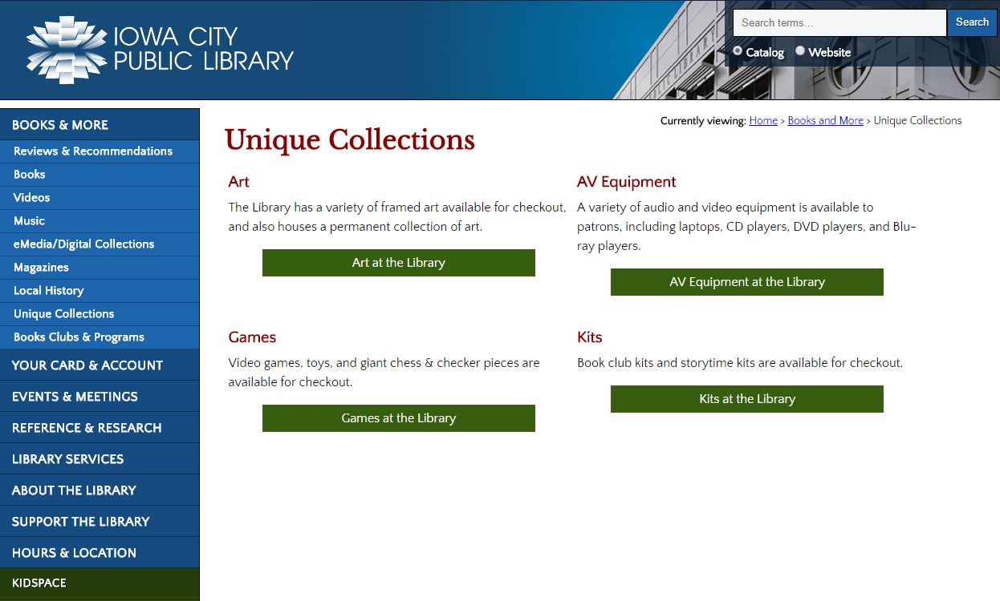 IOWA CITY
PUBLIC LIBRARY
Search terms...
Search
Catalog
Website
PUBLIC LIBRARY
BOOKS & MORE
Reviews & Recommendations
Books
Videos
Music
eMedia/Digital Collections
Magazines
Local History
Unique Collections
Books Clubs & Programs
YOUR CARD & ACCOUNT
EVENTS & MEETINGS
REFERENCE & RESEARCH
LIBRARY SERVICES
ABOUT THE LIBRARY
SUPPORT THE LIBRARY
HOURS & LOCATION
KIDSPACE
Currently viewing: Home > Books and More > Unique Collections
Unique Collections
Art
The Library has a variety of framed art available for checkout,
and also houses a permanent collection of art.
Art at the Library
AV Equipment
A variety of audio and video equipment is available to
patrons, including laptops, CD players, DVD players, and Blu-
ray players.
AV Equipment at the Library
Games
Video games, toys, and giant chess & checker pieces are
available for checkout.
Games at the Library
Kits
Book club kits and storytime kits are available for checkout.
Kits at the Library